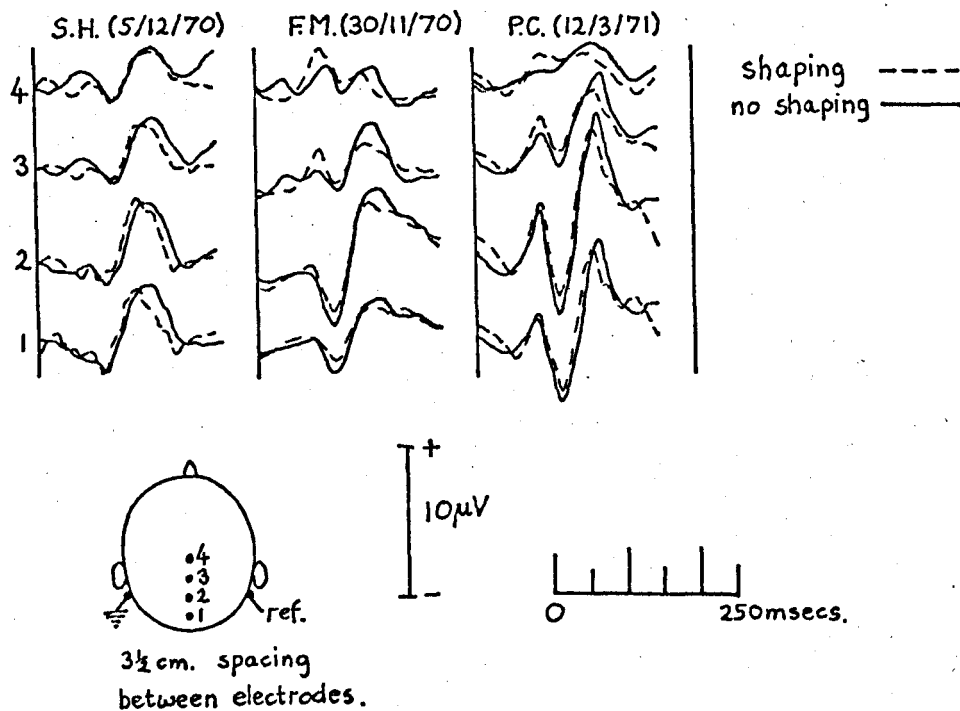 S.H. (5/12/70) F.M. (30/11/70) P.C. (12/3/71)
shaping
no shaping
4
3
2
1
+
10µV
-
4
3
2
1
ref.
0 250msecs.
3½ cm. spacing
between electrodes.